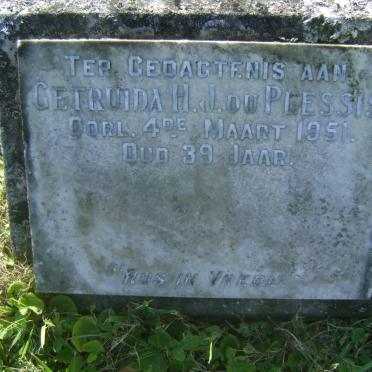 TER GEDAGTENIS AAN
GETRUIDA H.J. DU PLESSIS
OORL. 4DE MAART 1951.
OUD 39 JAAR.
"RUS IN VREDE"